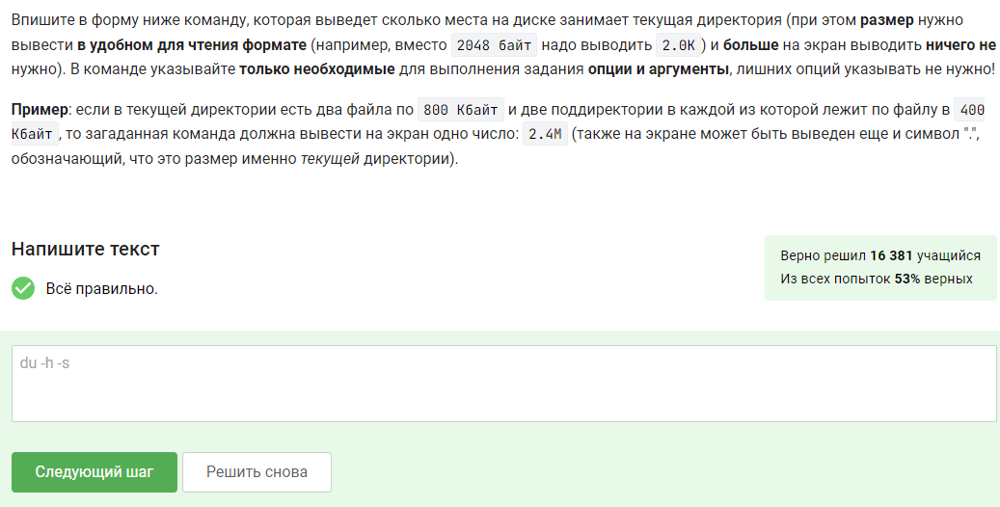 Впишите в форму ниже команду, которая выведет сколько места на диске занимает текущая директория (при этом размер нужно
вывести в удобном для чтения формате (например, вместо 2048 байт надо выводить 2.0K ) и больше на экран выводить ничего не
нужно). В команде указывайте только необходимые для выполнения задания опции и аргументы, лишних опций указывать не нужно!
Пример: если в текущей директории есть два файла по 800 Кбайт и две поддиректории в каждой из которой лежит по файлу в 400
Кбайт , то загаданная команда должна вывести на экран одно число: 2.4M (также на экране может быть выведен еще и символ ".",
обозначающий, что это размер именно текущей директории).
Напишите текст
Верно решил 16 381 учащийся
Из всех попыток 53% верных
Всё правильно.
du -h -s
Следующий шаг
Решить снова